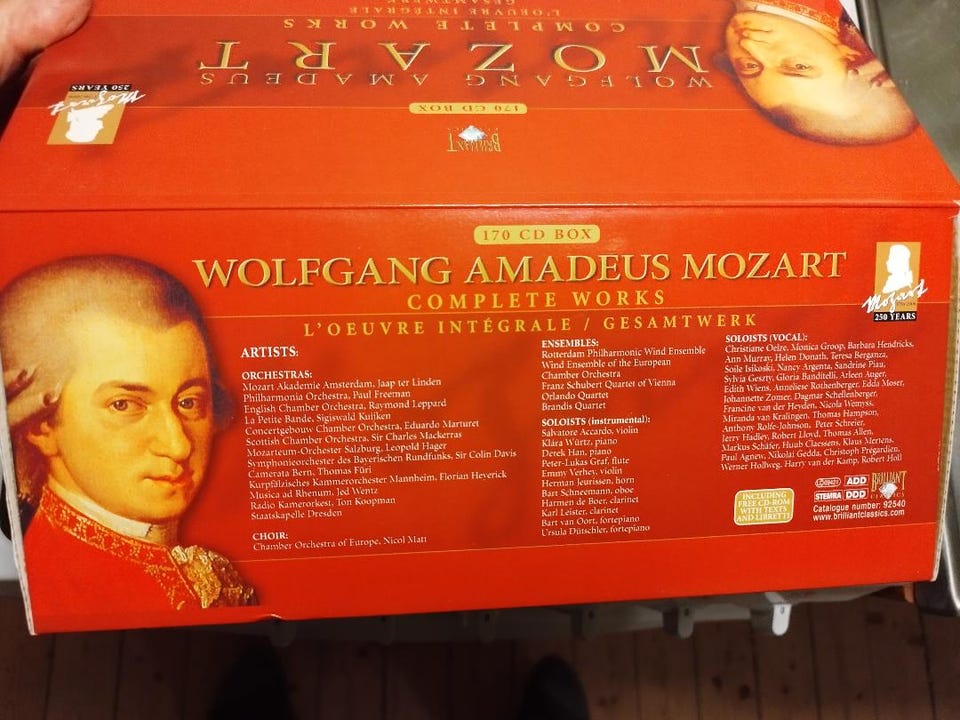 L'OEUVRE INTÉGRALE
COMPLETE WORKS
MOZART
WOLFGANG AMADEUS
170 CD BOX
BRILLIANT
CLASSICS
Mozart
250 YEARS
170 CD BOX
WOLFGANG AMADEUS MOZART
COMPLETE WORKS
L'OEUVRE INTÉGRALE / GESAMTWERK
Mozart
250 YEARS
ARTISTS:
ORCHESTRAS:
Mozart Akademie Amsterdam, Jaap ter Linden
Philharmonia Orchestra, Paul Freeman
English Chamber Orchestra, Raymond Leppard
La Petite Bande, Sigiswald Kuijken
Concertgebouw Chamber Orchestra, Eduardo Marturet
Scottish Chamber Orchestra, Sir Charles Mackerras
Mozarteum-Orchester Salzburg, Leopold Hager
Symphonieorchester des Bayerischen Rundfunks, Sir Colin Davis
Camerata Bern, Thomas Füri
Kurpfälzisches Kammerorchester Mannheim, Florian Heyerick
Musica ad Rhenum, Jed Wentz
Radio Kamerorkest, Ton Koopman
Staatskapelle Dresden
CHOIR:
Chamber Orchestra of Europe, Nicol Matt
ENSEMBLES:
Rotterdam Philharmonic Wind Ensemble
Wind Ensemble of the European
Chamber Orchestra
Franz Schubert Quartet of Vienna
Orlando Quartet
Brandis Quartet
SOLOISTS (instrumental):
Salvatore Accardo, violin
Klára Würtz, piano
Derek Han, piano
Peter-Lukas Graf, flute
Emmy Verhey, violin
Herman Jeurissen, horn
Bart Schneemann, oboe
Harmen de Boer, clarinet
Karl Leister, clarinet
Bart van Oort, fortepiano
Ursula Dütschler, fortepiano
SOLOISTS (VOCAL):
Christiane Oelze, Monica Groop, Barbara Hendricks,
Ann Murray, Helen Donath, Teresa Berganza,
Soile Isikoski, Nancy Argenta, Sandrine Piau,
Sylvia Geszty, Gloria Banditelli, Arleen Auger,
Edith Wiens, Anneliese Rothenberger, Edda Moser,
Johannette Zomer, Dagmar Schellenberger,
Francine van der Heyden, Nicola Wemyss,
Miranda van Kralingen, Thomas Hampson,
Anthony Rolfe-Johnson, Peter Schreier,
Jerry Hadley, Robert Lloyd, Thomas Allen,
Markus Schäfer, Huub Claessens, Klaus Mertens,
Paul Agnew, Nikolai Gedda, Christoph Prégardien,
Werner Hollweg, Harry van der Kamp, Robert Holl
INCLUDING
FREE CD-ROM
WITH TEXTS
AND LIBRETTI
ADD
STEMRA DDD
BRILLIANT
CLASSICS
Catalogue number: 92540
www.brilliantclassics.com